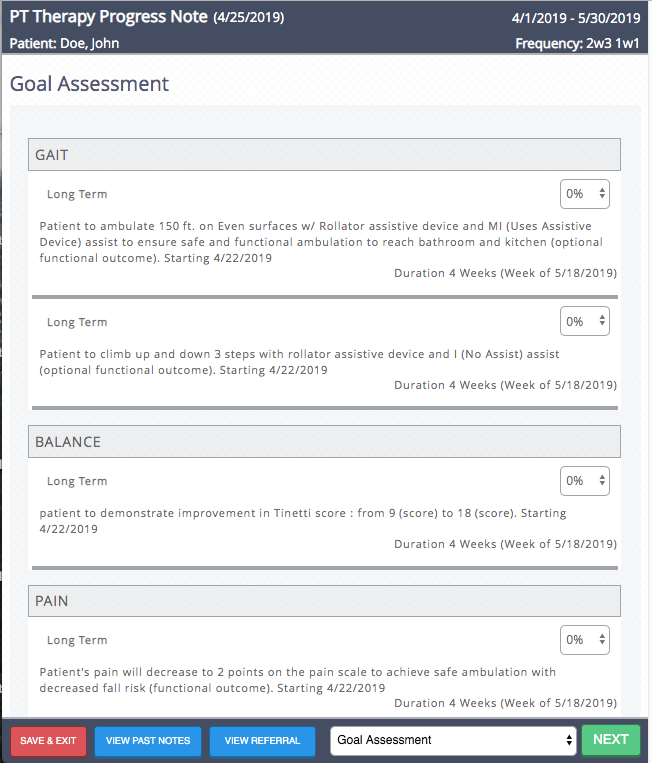 PT Therapy Progress Note (4/25/2019)
4/1/2019 - 5/30/2019
Patient: Doe, John
Frequency: 2w3 1w1
Goal Assessment
GAIT
Long Term
0%
Patient to ambulate 150 ft. on Even surfaces w/ Rollator assistive device and MI (Uses Assistive
Device) assist to ensure safe and functional ambulation to reach bathroom and kitchen (optional
functional outcome). Starting 4/22/2019
Duration 4 Weeks (Week of 5/18/2019)
Long Term
0%
Patient to climb up and down 3 steps with rollator assistive device and I (No Assist) assist
(optional functional outcome). Starting 4/22/2019
Duration 4 Weeks (Week of 5/18/2019)
BALANCE
Long Term
0%
patient to demonstrate improvement in Tinetti score : from 9 (score) to 18 (score). Starting
4/22/2019
Duration 4 Weeks (Week of 5/18/2019)
PAIN
Long Term
0%
Patient's pain will decrease to 2 points on the pain scale to achieve safe ambulation with
decreased fall risk (functional outcome). Starting 4/22/2019
Duration 4 Weeks (Week of 5/18/2019)
SAVE & EXIT
VIEW PAST NOTES
VIEW REFERRAL
Goal Assessment
NEXT